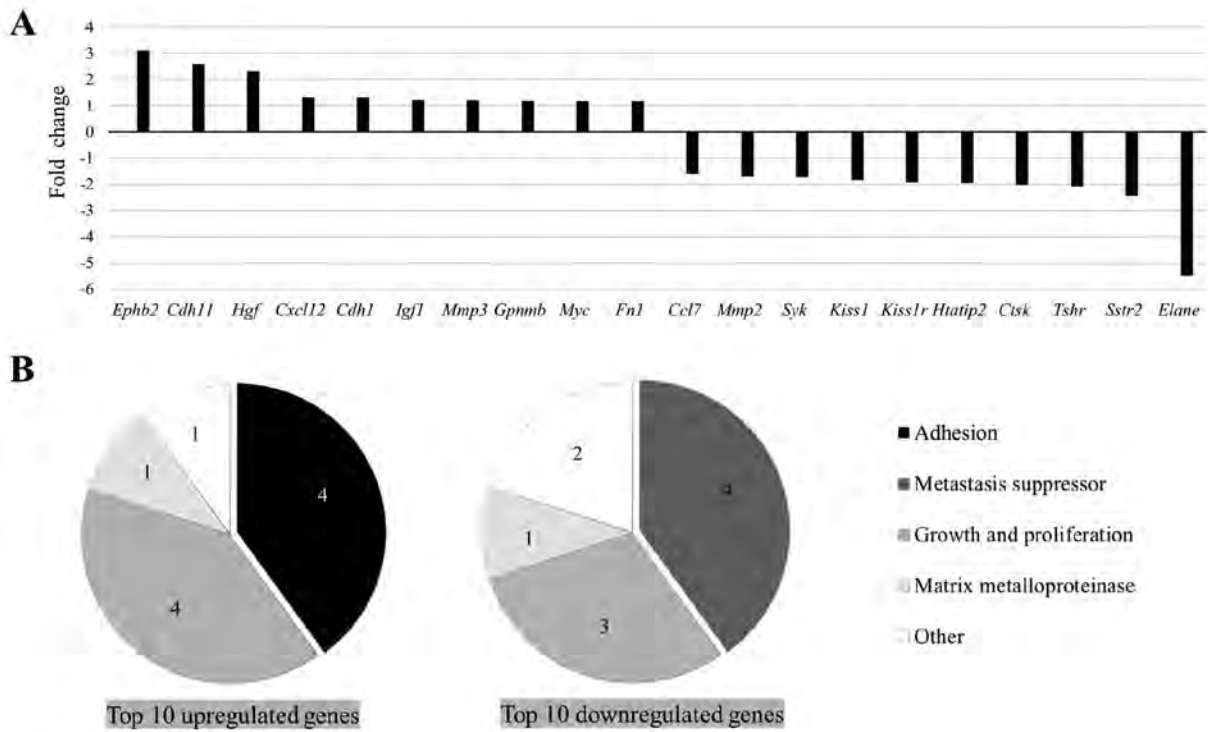 A
Fold change
4
3
2
1
0
-1
-2
-3
-4
-5
-6
Ephb2 Cdh11 Hgf Cxcl12 Cdh1 Igf1 Mmp3 Gpnmb Myc Fn1 Ccl7 Mmp2 Syk Kiss1 Kiss1r Htatip2 Ctsk Tshr Sstr2 Elane
B
1
1
4
4
Top 10 upregulated genes
2
1
4
3
Top 10 downregulated genes
Adhesion
Metastasis suppressor
Growth and proliferation
Matrix metalloproteinase
Other